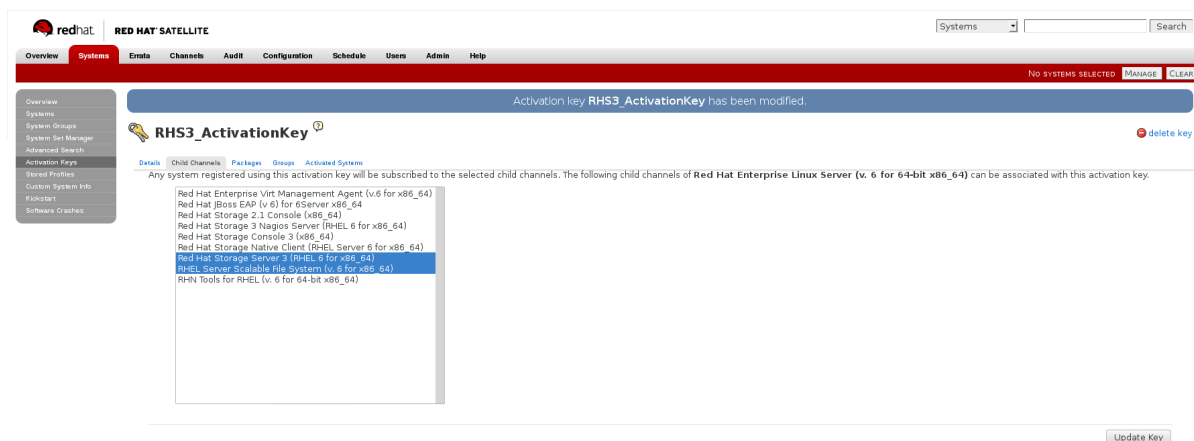 redhat. RED HAT SATELLITE
Systems Search
Overview Systems Errata Channels Audit Configuration Schedule Users Admin Help
NO SYSTEMS SELECTED MANAGE CLEAR
Overview
Systems
System Groups
System Set Manager
Advanced Search
Activation Keys
Stored Profiles
Custom System Info
Kickstart
Software Crashes
Activation key RHS3_ActivationKey has been modified.
RHS3_ActivationKey ?
delete key
Details Child Channels Packages Groups Activated Systems
Any system registered using this activation key will be subscribed to the selected child channels. The following child channels of Red Hat Enterprise Linux Server (v. 6 for 64-bit x86_64) can be associated with this activation key.
Red Hat Enterprise Virt Management Agent (v.6 for x86_64)
Red Hat JBoss EAP (v 6) for 6Server x86_64
Red Hat Storage 2.1 Console (x86_64)
Red Hat Storage 3 Nagios Server (RHEL 6 for x86_64)
Red Hat Storage Console 3 (x86_64)
Red Hat Storage Native Client (RHEL Server 6 for x86_64)
Red Hat Storage Server 3 (RHEL 6 for x86_64)
RHEL Server Scalable File System (v. 6 for x86_64)
RHN Tools for RHEL (v. 6 for 64-bit x86_64)
Update Key